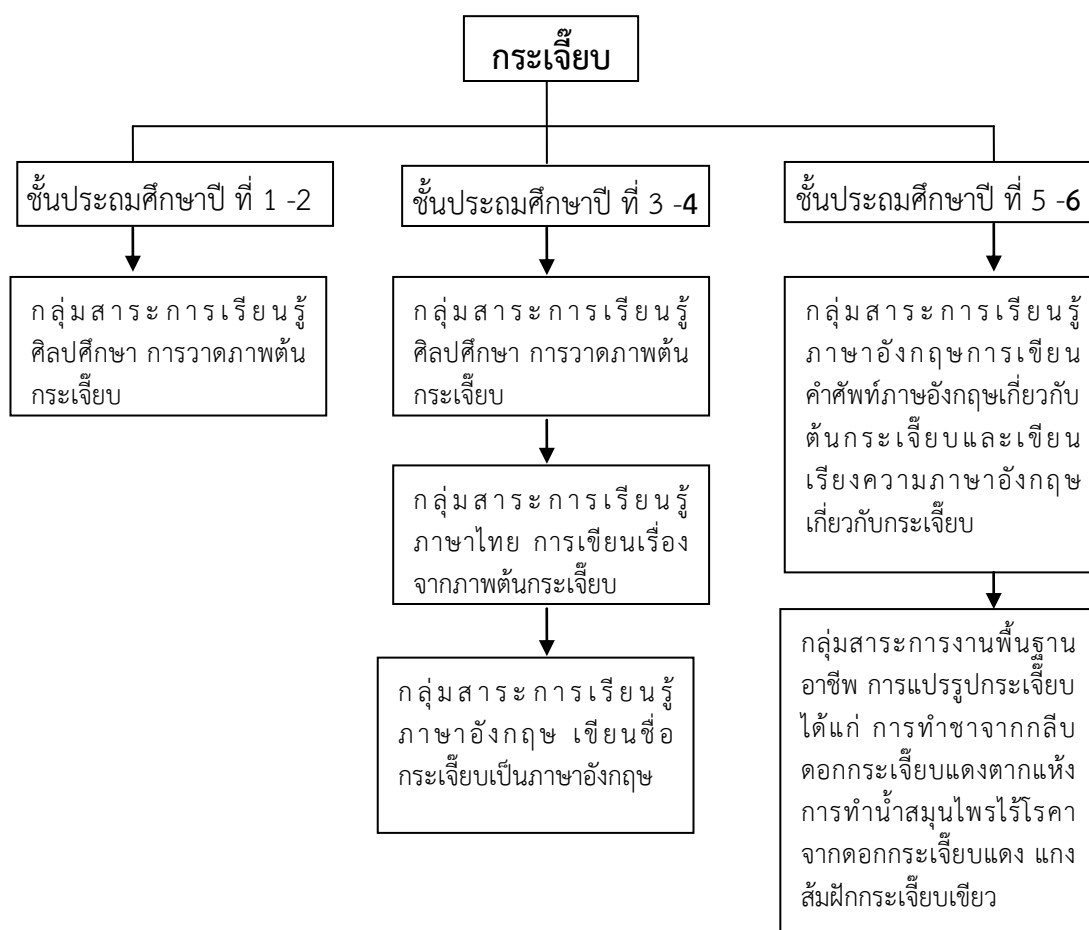 กระเจี๊ยบ
ชั้นประถมศึกษาปี ที่ 1 -2
กลุ่มสาระการเรียนรู้
ศิลปศึกษา การวาดภาพต้น
กระเจี๊ยบ
ชั้นประถมศึกษาปี ที่ 3 -4
กลุ่มสาระการเรียนรู้
ศิลปศึกษา การวาดภาพต้น
กระเจี๊ยบ
กลุ่มสาระการเรียนรู้
ภาษาไทย การเขียนเรื่อง
จากภาพต้นกระเจี๊ยบ
กลุ่มสาระการเรียนรู้
ภาษาอังกฤษ เขียนชื่อ
กระเจี๊ยบเป็นภาษาอังกฤษ
ชั้นประถมศึกษาปี ที่ 5 -6
กลุ่มสาระการเรียนรู้
ภาษาอังกฤษการเขียน
คำศัพท์ภาษอังกฤษเกี่ยวกับ
ต้นกระเจี๊ยบและเขียน
เรียงความภาษาอังกฤษ
เกี่ยวกับกระเจี๊ยบ
กลุ่มสาระการงานพื้นฐาน
อาชีพ การแปรรูปกระเจี๊ยบ
ได้แก่ การทำชาจากกลีบ
ดอกกระเจี๊ยบแดงตากแห้ง
การทำน้ำสมุนไพรไร้โรคา
จากดอกกระเจี๊ยบแดง แกง
ส้มฝักกระเจี๊ยบเขียว